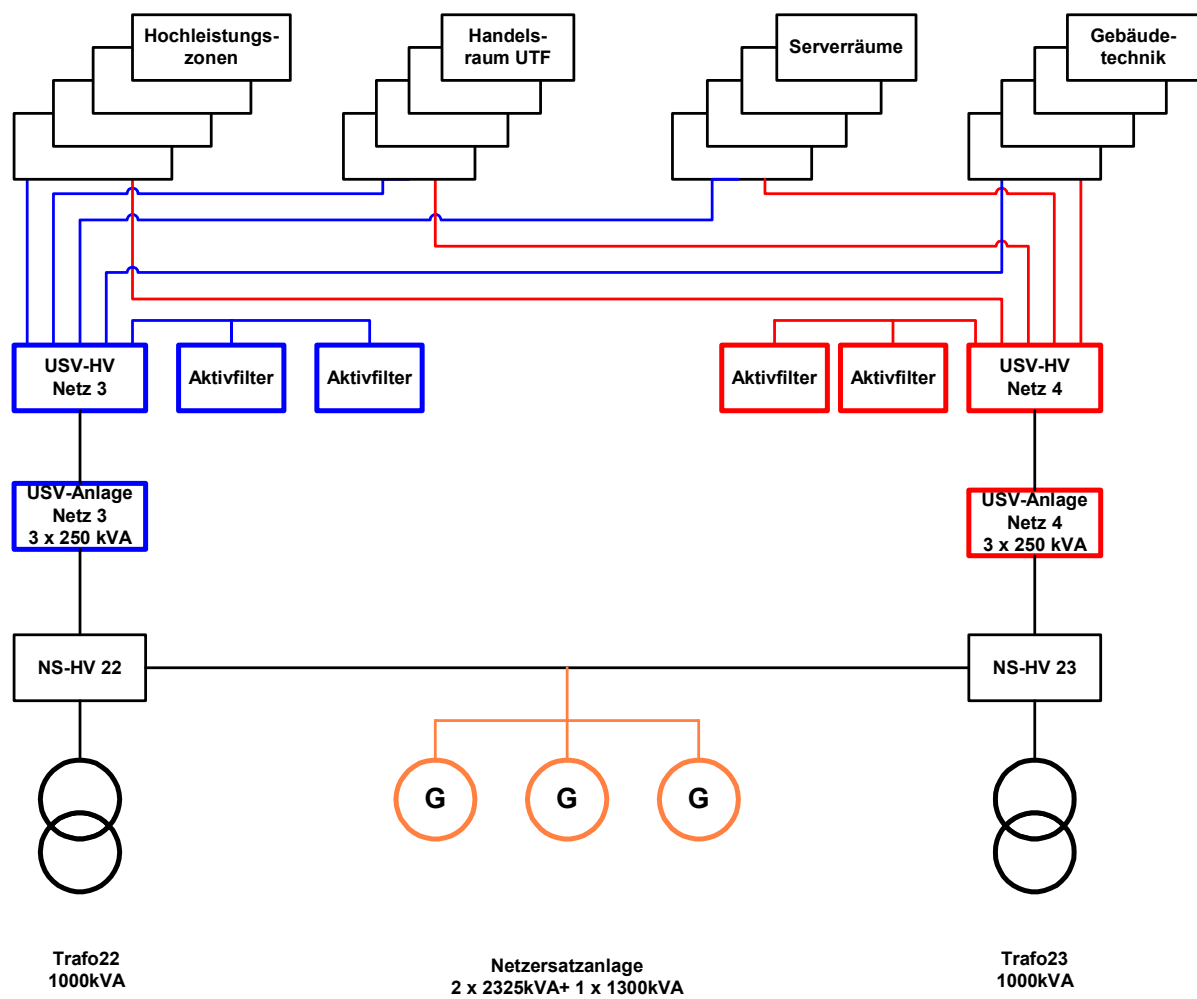 Hochleistungs-
zonen
Handels-
raum UTF
Serverräume
Gebäude-
technik
USV-HV
Netz 3
Aktivfilter
Aktivfilter
Aktivfilter
Aktivfilter
USV-HV
Netz 4
USV-Anlage
Netz 3
3 x 250 kVA
USV-Anlage
Netz 4
3 x 250 kVA
NS-HV 22
NS-HV 23
G
G
G
Trafo22
1000kVA
Netzersatzanlage
2 x 2325kVA+ 1 x 1300kVA
Trafo23
1000kVA